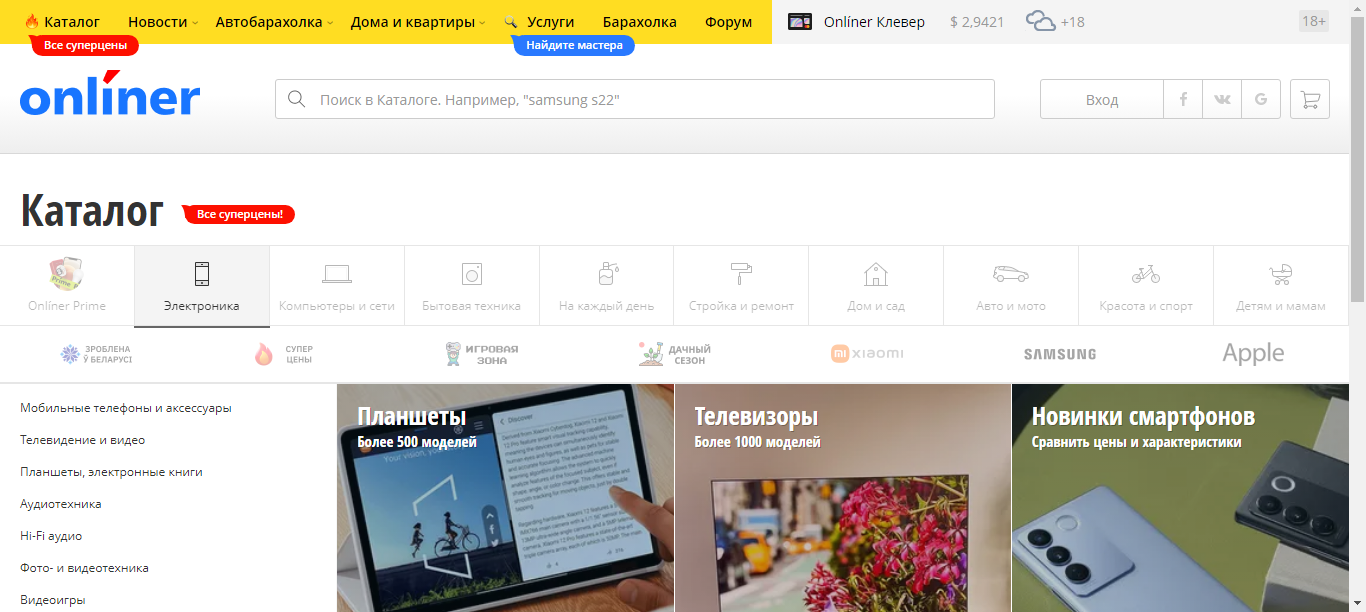 Каталог Новости Автобарахолка Дома и квартиры Услуги Барахолка Форум Onlíner Клевер $ 2,9421 +18 18+
Все суперцены Найдите мастера
onlíner
Поиск в Каталоге. Например, "samsung s22"
Вход
Каталог
Все суперцены!
Onlíner Prime Электроника Компьютеры и сети Бытовая техника На каждый день Стройка и ремонт Дом и сад Авто и мото Красота и спорт Детям и мамам
ЗРОБЛЕНА
Ў БЕЛАРУСІ
СУПЕР
ЦЕНЫ
ИГРОВАЯ
ЗОНА
ДАЧНЫЙ
СЕЗОН
xiaomi
SAMSUNG
Apple
Мобильные телефоны и аксессуары
Телевидение и видео
Планшеты, электронные книги
Аудиотехника
Hi-Fi аудио
Фото- и видеотехника
Видеоигры
Планшеты
Более 500 моделей
Телевизоры
Более 1000 моделей
Новинки смартфонов
Сравнить цены и характеристики